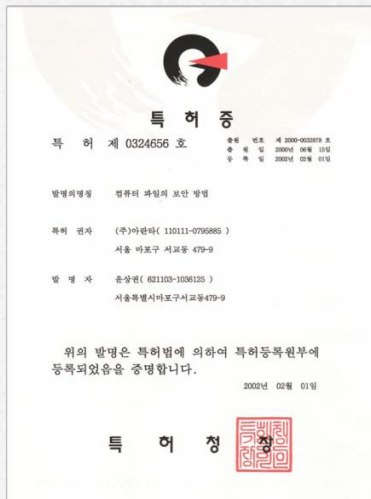 특 허 증
특 허 제 0324656 호
출원 번호 제 2000-0032878 호
출 원 일 2000년 06월 15일
등 록 일 2002년 02월 01일
발명의명칭 컴퓨터 파일의 보안 방법
특허 권자 (주)아란타( 110111-0795885 )
서울 마포구 서교동 479-9
발 명 자 윤상권( 621103-1036125 )
서울특별시마포구서교동479-9
위의 발명은 특허법에 의하여 특허등록원부에
등록되었음을 증명합니다.
2002년 02월 01일
특 허 청 장